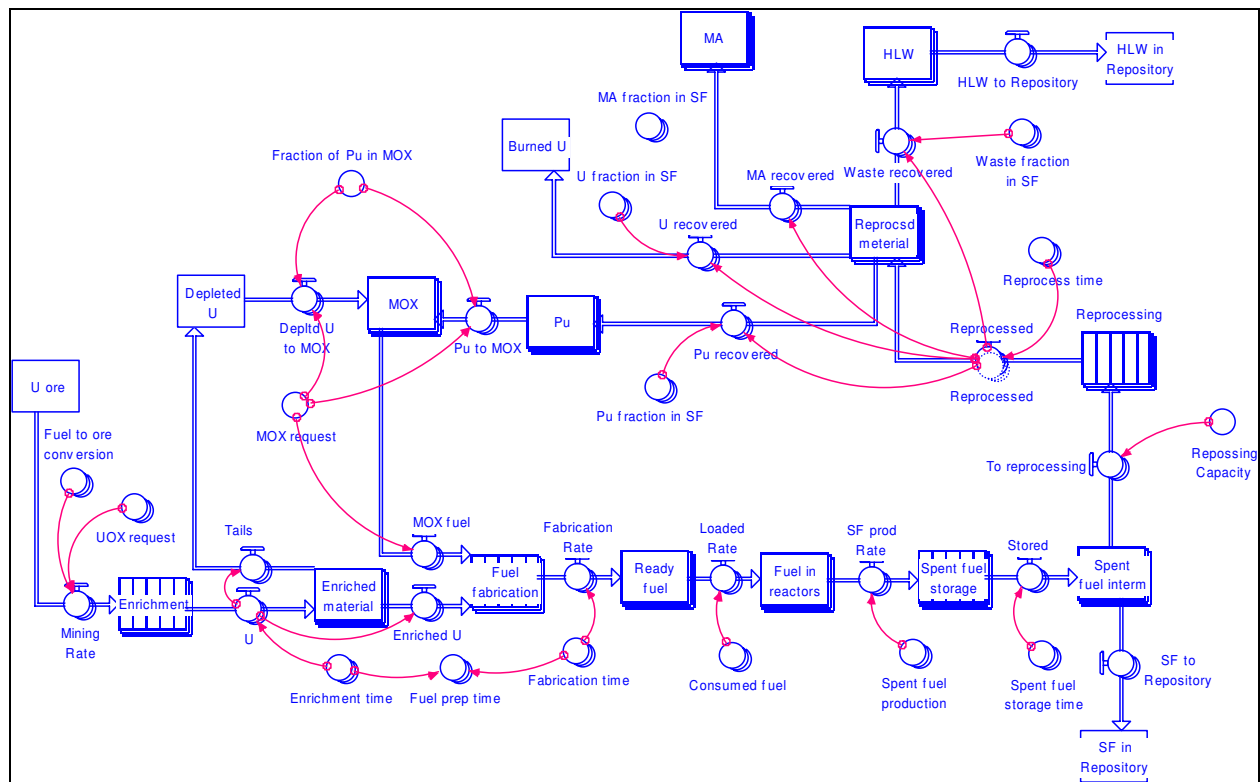 MA
HLW
HLW in
Repository
HLW to Repository
MA fraction in SF
Burned U
Fraction of Pu in MOX
U fraction in SF
MA recovered
Waste recovered
Waste fraction
in SF
U recovered
Reprocsd
meterial
Reprocess time
Depleted
U
Depltd U
to MOX
MOX
Pu to MOX
Pu
Pu recovered
Reprocessed
Reprocessing
Reprocessed
U ore
MOX request
Pu fraction in SF
Fuel to ore
conversion
To reprocessing
Repossing
Capacity
UOX request
Tails
MOX fuel
Fabrication
Rate
Loaded
Rate
SF prod
Rate
Stored
Enrichment
Enriched
material
Fuel
fabrication
Ready
fuel
Fuel in
reactors
Spent fuel
storage
Spent
fuel interm
Mining
Rate
U
Enriched U
Enrichment time
Fuel prep time
Fabrication time
Consumed fuel
Spent fuel
production
Spent fuel
storage time
SF to
Repository
SF in
Repository